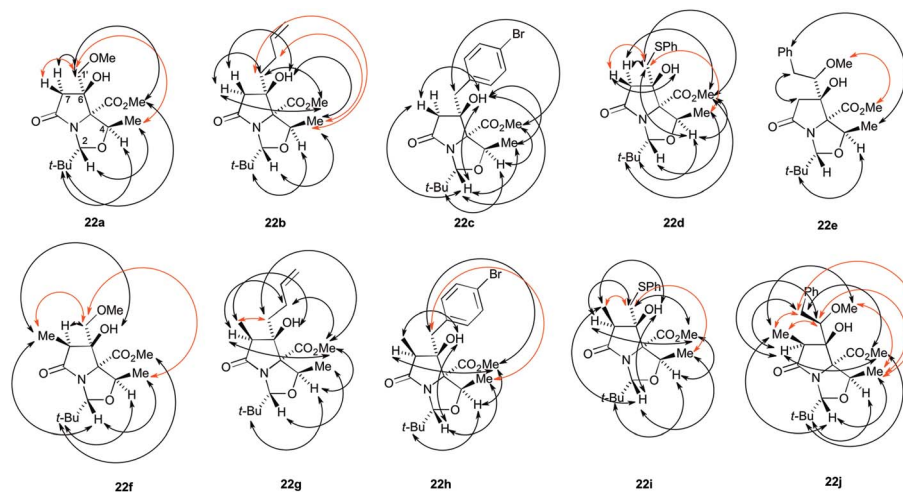 OMe
H
H
1'
OH
7
6
CO₂Me
O
N
4
Me
2
O
H
t-Bu
H
22a
H
H
OH
CO₂Me
O
N
Me
O
H
t-Bu
H
22b
Br
H
H
OH
CO₂Me
O
N
Me
O
H
t-Bu
H
22c
SPh
H
H
OH
CO₂Me
O
N
Me
O
H
t-Bu
H
22d
Ph
OMe
OH
CO₂Me
O
N
Me
O
H
t-Bu
H
22e
OMe
H
OH
Me
CO₂Me
O
N
Me
O
H
t-Bu
H
22f
H
OH
CO₂Me
O
N
Me
O
H
t-Bu
H
22g
Br
H
OH
CO₂Me
O
N
Me
O
H
t-Bu
H
22h
SPh
H
OH
CO₂Me
O
N
Me
O
H
t-Bu
H
22i
Ph
OMe
Me
OH
H
CO₂Me
O
N
Me
O
H
t-Bu
H
22j